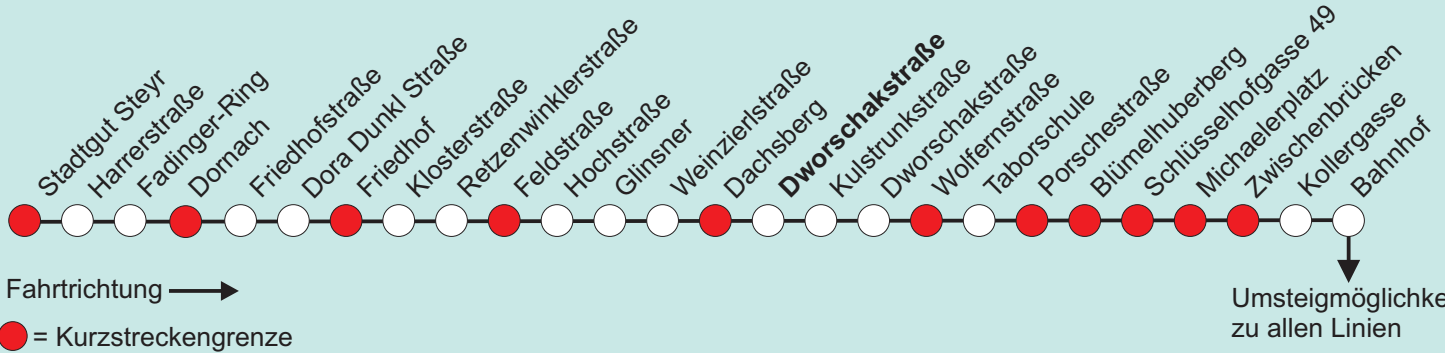 Stadtgut Steyr
Harrerstraße
Fadinger-Ring
Dornach
Friedhofstraße
Dora Dunkl Straße
Friedhof
Klosterstraße
Retzenwinklerstraße
Feldstraße
Hochstraße
Glinsner
Weinzierlstraße
Dachsberg
Dworschakstraße
Kulstrunkstraße
Dworschakstraße
Wolfernstraße
Taborschule
Porschestraße
Blümelhuberberg
Schlüsselhofgasse 49
Michaelerplatz
Zwischenbrücken
Kollergasse
Bahnhof
Fahrtrichtung
= Kurzstreckengrenze
Umsteigmöglichke
zu allen Linien